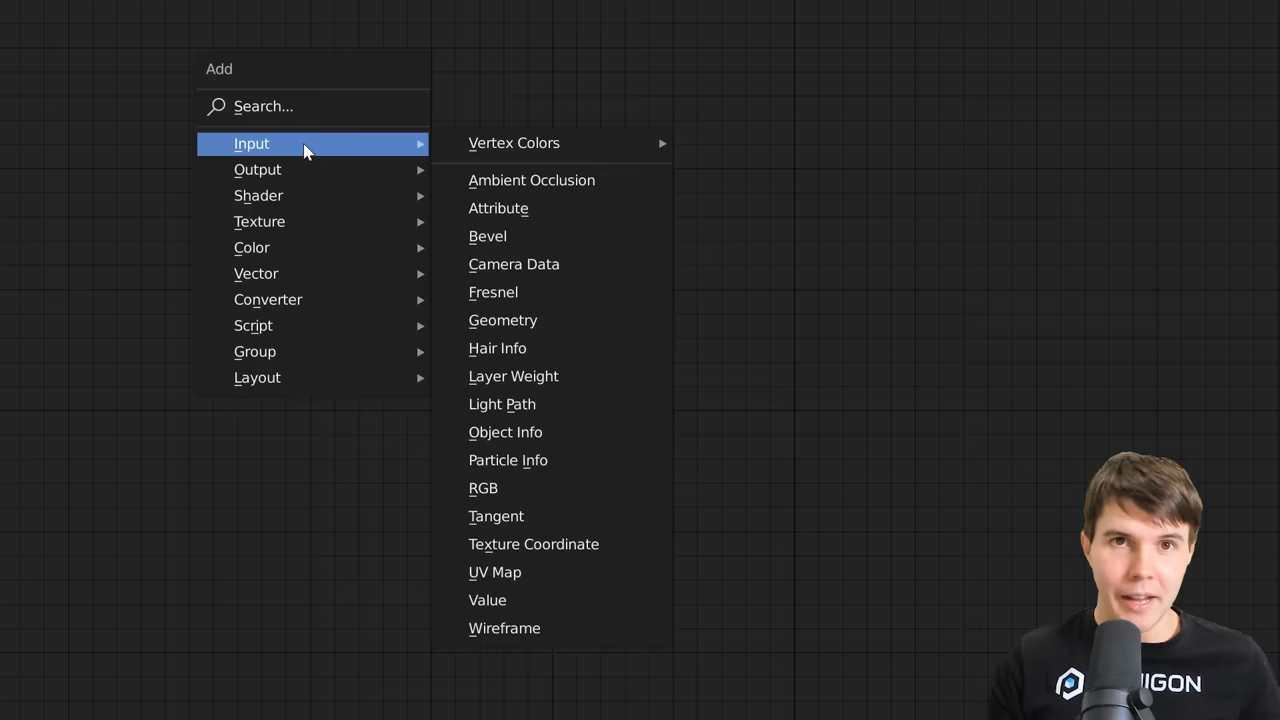 Add
Search...
Input
Output
Shader
Texture
Color
Vector
Converter
Script
Group
Layout
Vertex Colors
Ambient Occlusion
Attribute
Bevel
Camera Data
Fresnel
Geometry
Hair Info
Layer Weight
Light Path
Object Info
Particle Info
RGB
Tangent
Texture Coordinate
UV Map
Value
Wireframe